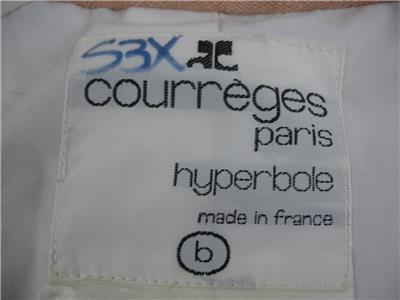 S3X
courrèges
paris
hyperbole
made in france
b